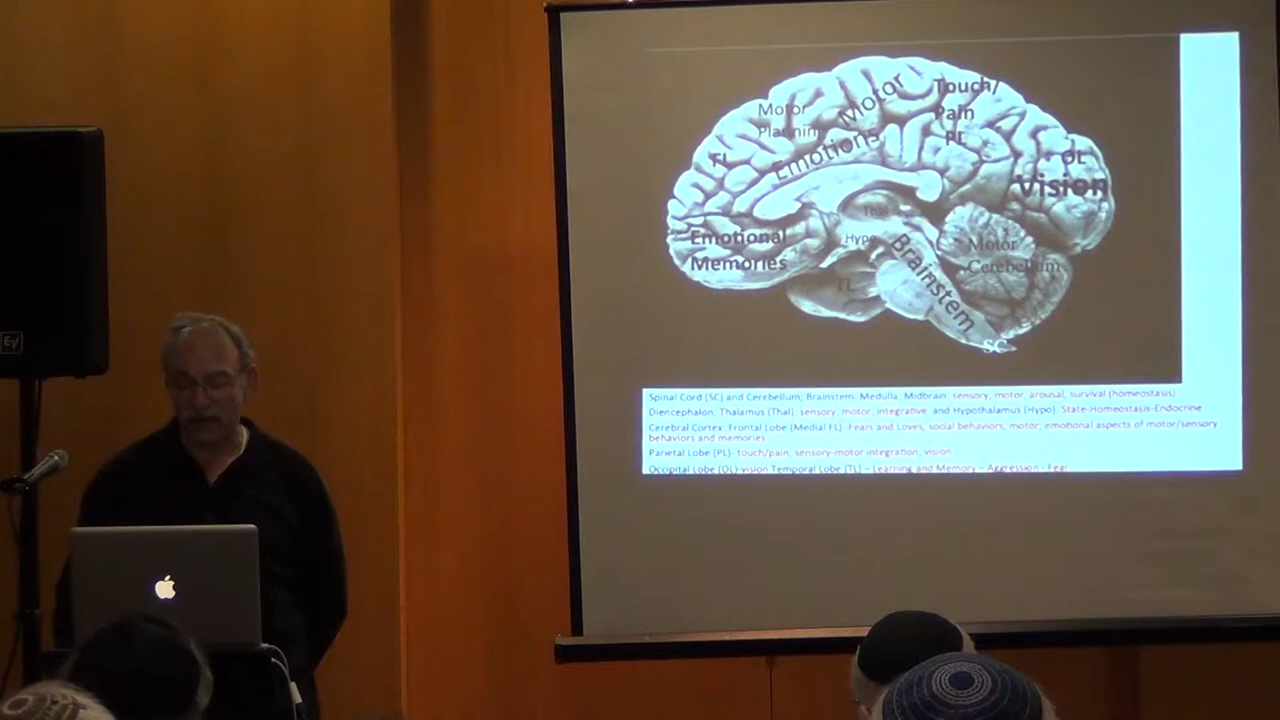 Motor
Planning
Motor
Emotions
Touch/
Pain
PL
FL
OL
Vision
Emotional
Memories
Thal
Hypo
TL
Brainstem
Motor
Cerebellum
SC
Spinal Cord (SC) and Cerebellum, Brainstem: Medulla, Midbrain: sensory, motor, arousal, survival (homeostasis)
Diencephalon: Thalamus (Thal): sensory, motor, integrative and Hypothalamus (Hypo): State-Homeostasis-Endocrine
Cerebral Cortex: Frontal Lobe (Medial FL): Fears and Loves, social behaviors, motor, emotional aspects of motor/sensory
behaviors and memories
Parietal Lobe (PL)- touch/pain, sensory-motor integration, vision
Occipital Lobe (OL)-vision Temporal Lobe (TL) – Learning and Memory – Aggression - Fear
EV